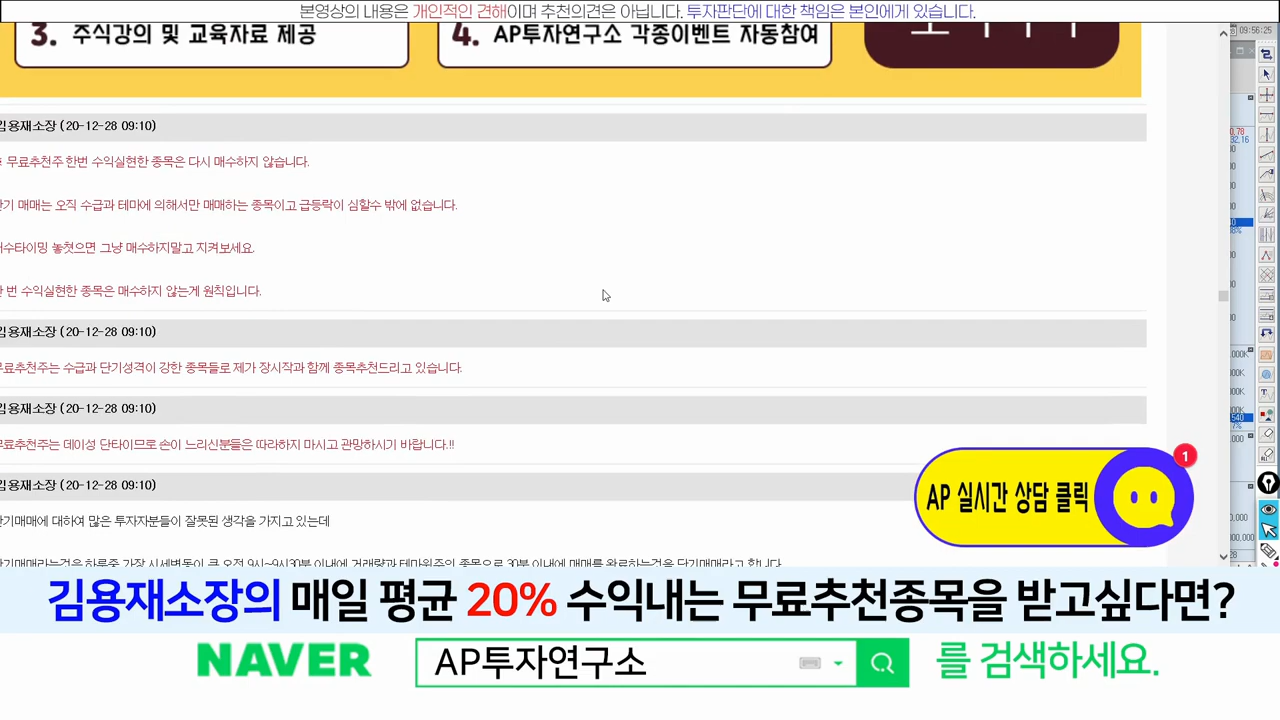 본영상의 내용은 개인적인 견해이며 추천의견은 아닙니다. 투자판단에 대한 책임은 본인에게 있습니다.
09:56:25
3. 주식강의 및 교육자료 제공
4. AP투자연구소 각종이벤트 자동참여
김용재소장 (20-12-28 09:10)
무료추천주 한번 수익실현한 종목은 다시 매수하지 않습니다.
매매는 오직 수급과 테마에 의해서만 매매하는 종목이고 급등락이 심할수 밖에 없습니다.
놓쳣으면 그냥 매수하지말고 지켜보세요.
번 수익실현한 종목은 매수하지 않는게 원칙입니다.
김용재소장 (20-12-28 09:10)
무료추천주는 수급과 단기성격이 강한 종목들로 제가 장시작과 함께 종목추천드리고 있습니다.
김용재소장 (20-12-28 09:10)
무료추천주는 데이성 단타이므로 손이 느리신분들은 따라하지 마시고 관망하시기 바랍니다.!!
김용재소장 (20-12-28 09:10)
단기매매에 대하여 많은 투자자분들이 잘못된 생각을 가지고 있는데
AP 실시간 상담 클릭
1
김용재소장의 매일 평균 20% 수익내는 무료추천종목을 받고싶다면?
NAVER AP투자연구소 를 검색하세요.